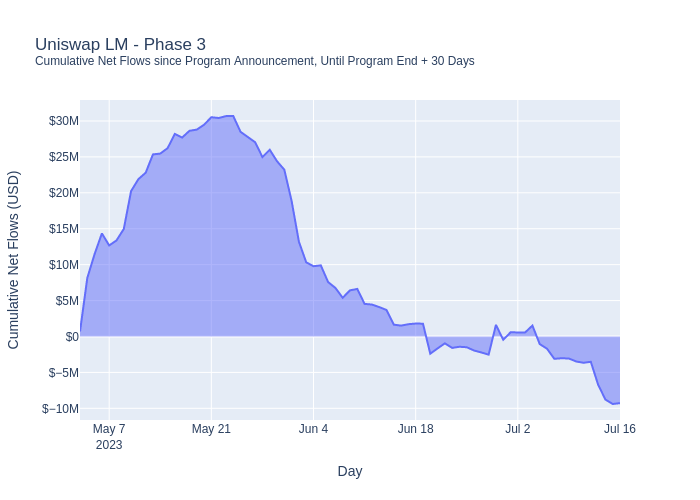 Uniswap LM - Phase 3
Cumulative Net Flows since Program Announcement, Until Program End + 30 Days
Cumulative Net Flows (USD)
$30M
$25M
$20M
$15M
$10M
$5M
$0
$−5M
$−10M
May 7
2023
May 21
Jun 4
Jun 18
Jul 2
Jul 16
Day